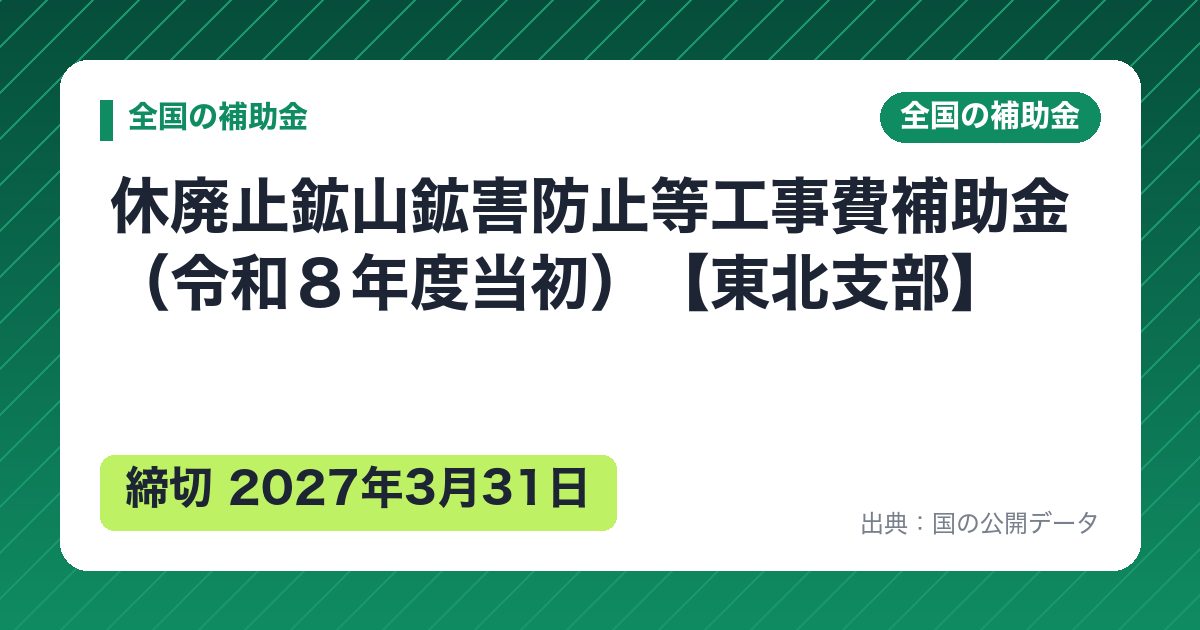 全国の補助金
全国の補助金
休廃止鉱山鉱害防止等工事費補助金
（令和８年度当初）【東北支部】
締切 2027年3月31日
出典：国の公開データ